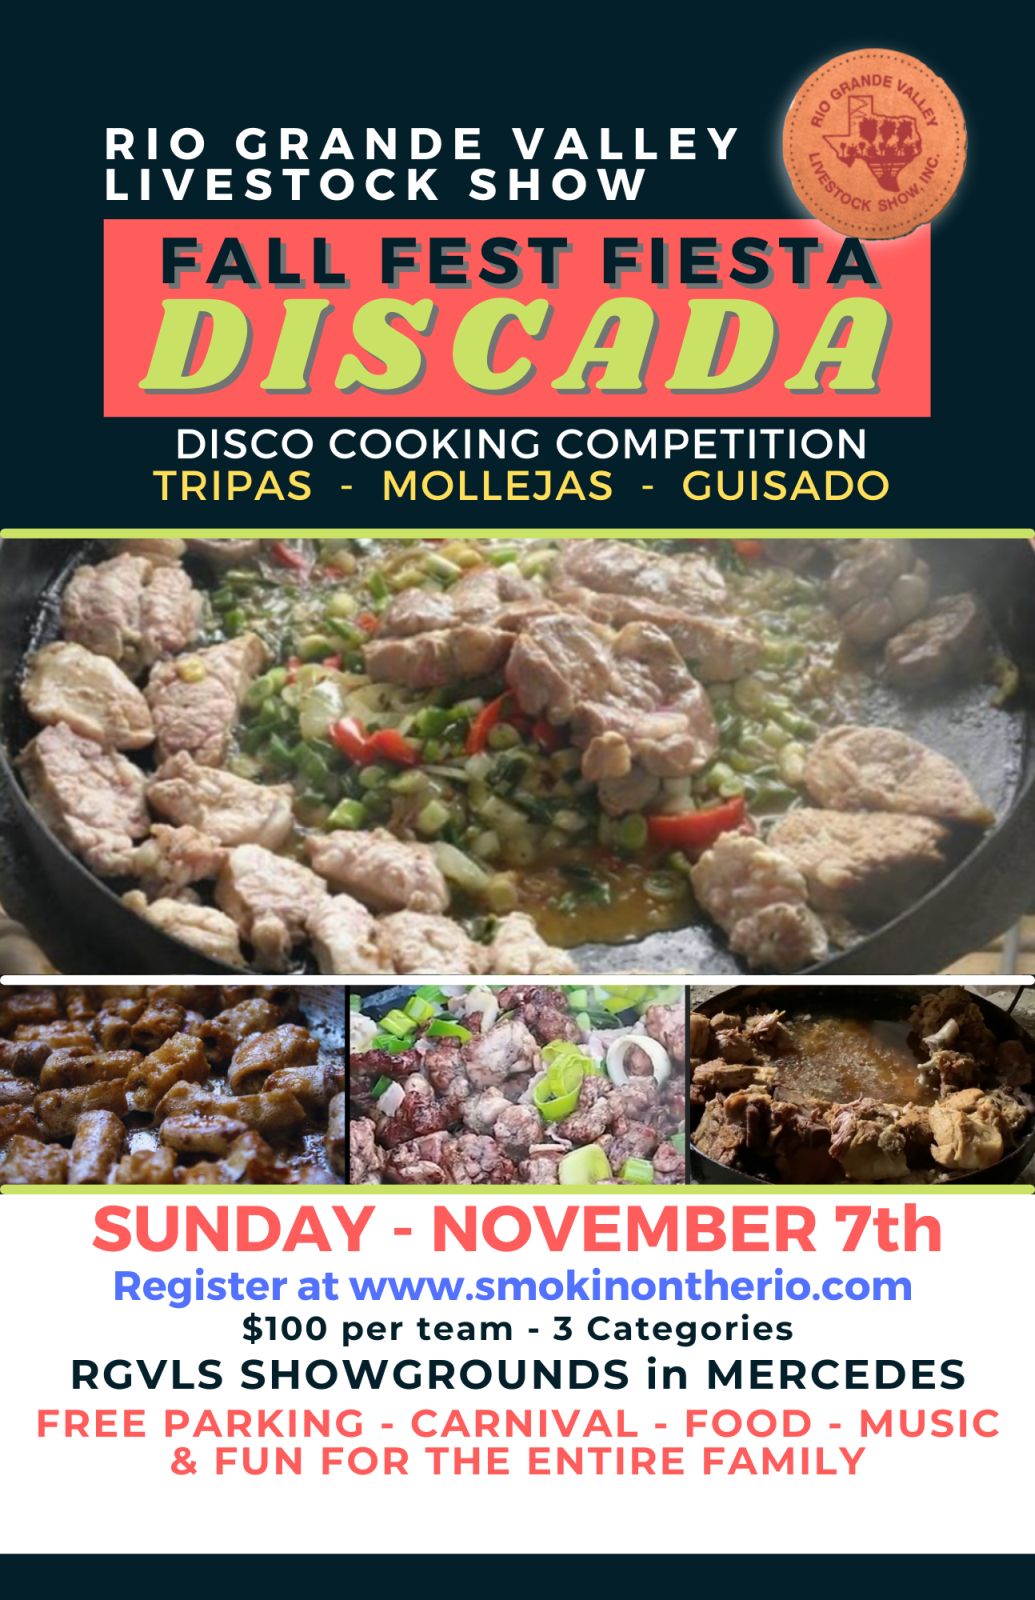 RIO GRANDE VALLEY
LIVESTOCK SHOW
RIO GRANDE VALLEY
LIVESTOCK SHOW, INC.
FALL FEST FIESTA
DISCADA
DISCO COOKING COMPETITION
TRIPAS - MOLLEJAS - GUISADO
SUNDAY - NOVEMBER 7th
Register at www.smokinontherio.com
$100 per team - 3 Categories
RGVLS SHOWGROUNDS in MERCEDES
FREE PARKING - CARNIVAL - FOOD - MUSIC
& FUN FOR THE ENTIRE FAMILY